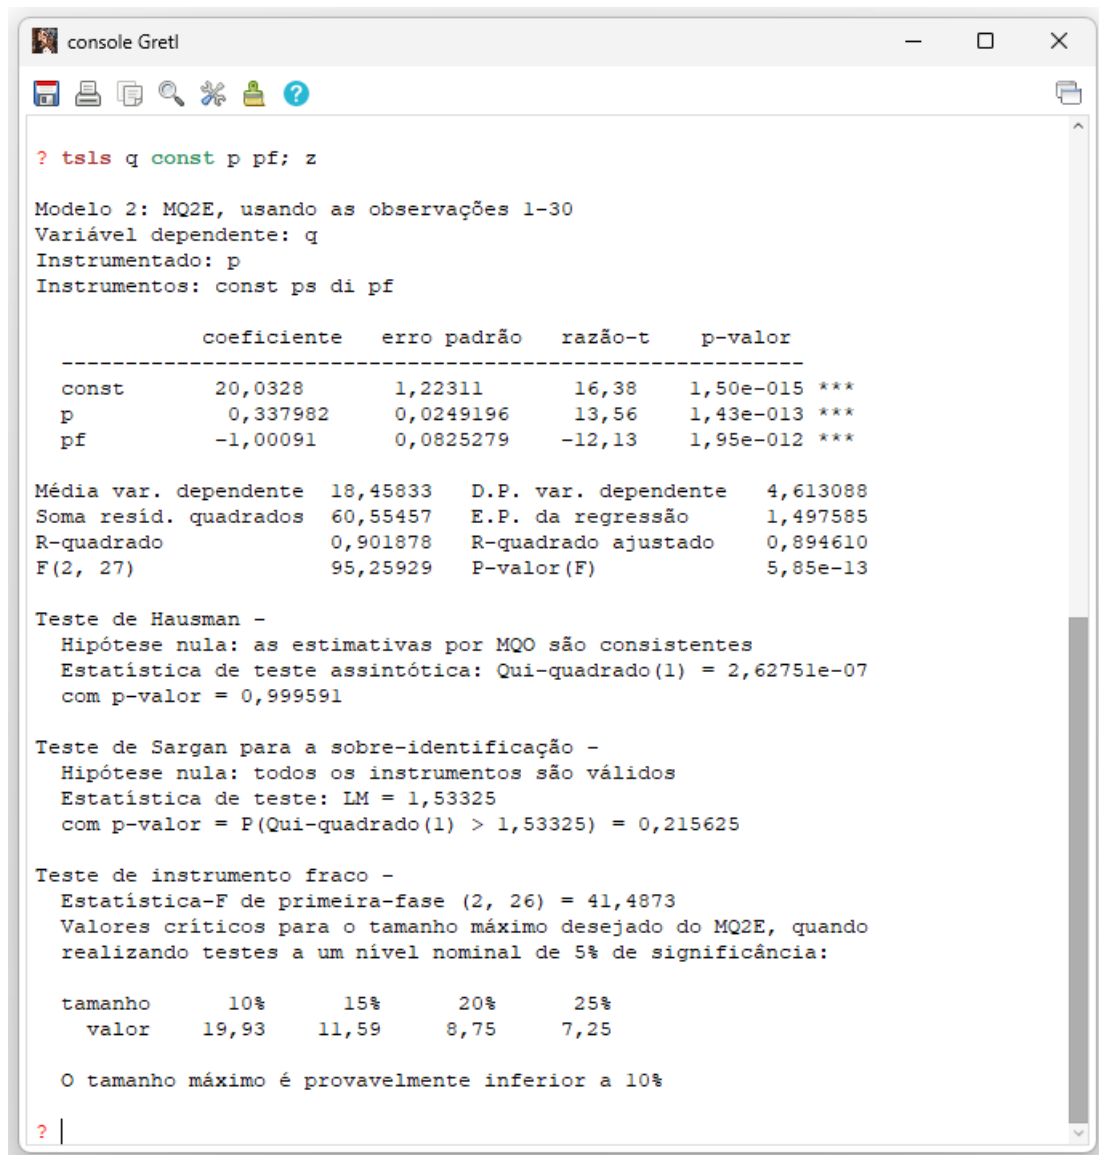 console Gretl
? tsls q const p pf; z
Modelo 2: MQ2E, usando as observações 1-30
Variável dependente: q
Instrumentado: p
Instrumentos: const ps di pf
coeficiente erro padrão razão-t p-valor
-----------------------------------------------------------
const 20,0328 1,22311 16,38 1,50e-015 ***
p 0,337982 0,0249196 13,56 1,43e-013 ***
pf -1,00091 0,0825279 -12,13 1,95e-012 ***
Média var. dependente 18,45833 D.P. var. dependente 4,613088
Soma resíd. quadrados 60,55457 E.P. da regressão 1,497585
R-quadrado 0,901878 R-quadrado ajustado 0,894610
F(2, 27) 95,25929 P-valor(F) 5,85e-13
Teste de Hausman -
Hipótese nula: as estimativas por MQO são consistentes
Estatística de teste assintótica: Qui-quadrado(1) = 2,62751e-07
com p-valor = 0,999591
Teste de Sargan para a sobre-identificação -
Hipótese nula: todos os instrumentos são válidos
Estatística de teste: LM = 1,53325
com p-valor = P(Qui-quadrado(1) > 1,53325) = 0,215625
Teste de instrumento fraco -
Estatística-F de primeira-fase (2, 26) = 41,4873
Valores críticos para o tamanho máximo desejado do MQ2E, quando
realizando testes a um nível nominal de 5% de significância:
tamanho 10% 15% 20% 25%
valor 19,93 11,59 8,75 7,25
O tamanho máximo é provavelmente inferior a 10%
?